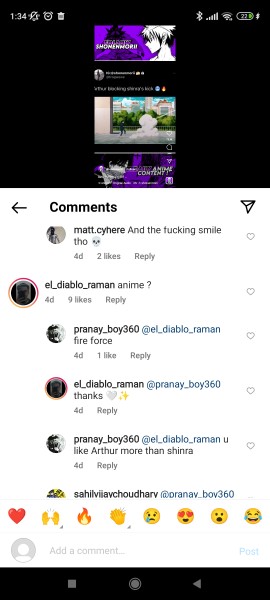 1:34
22
FOLLOW
SHONENMORII
Arthur blocking shinra's kick 🥶🔥
ANIME
CONTENT !
Comments
matt.cyhere And the fucking smile
tho 💀
4d 2 likes Reply
el_diablo_raman anime ?
4d 9 likes Reply
pranay_boy360 @el_diablo_raman
fire force
4d 1 like Reply
el_diablo_raman @pranay_boy360
thanks 🤍✨
4d Reply
pranay_boy360 @el_diablo_raman u
like Arthur more than shinra
4d Reply
sahilvijaychoudhary @pranay_boy360
❤️ 🙌 🔥 👏 😢 😍 😮 😂
Add a comment... Post